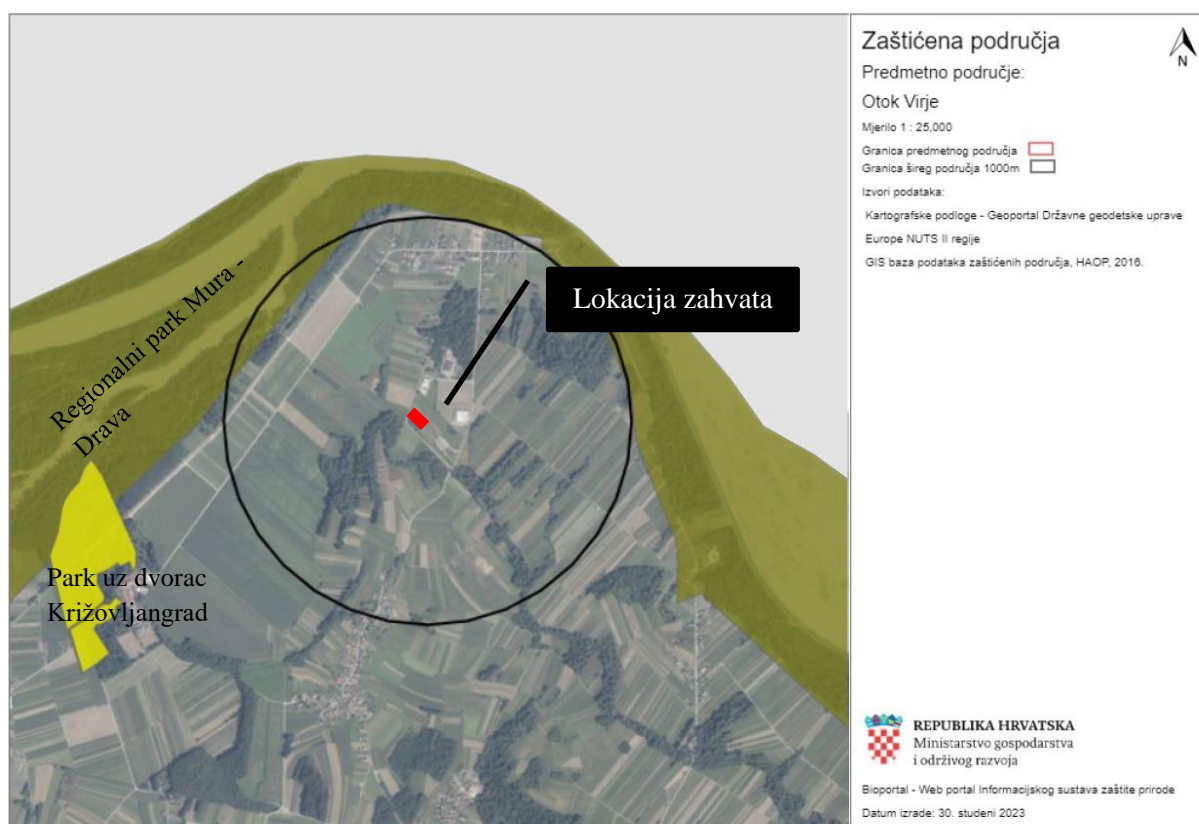 Regionalni park Mura -
Drava
Lokacija zahvata
Park uz dvorac
Križovljangrad
Zaštićena područja
N
Predmetno područje:
Otok Virje
Mjerilo 1 : 25,000
Granica predmetnog područja
Granica šireg područja 1000m
Izvori podataka:
Kartografske podloge - Geoportal Državne geodetske uprave
Europe NUTS II regije
GIS baza podataka zaštićenih područja, HAOP, 2016.
REPUBLIKA HRVATSKA
Ministarstvo gospodarstva
i održivog razvoja
Bioportal - Web portal Informacijskog sustava zaštite prirode
Datum izrade: 30. studeni 2023